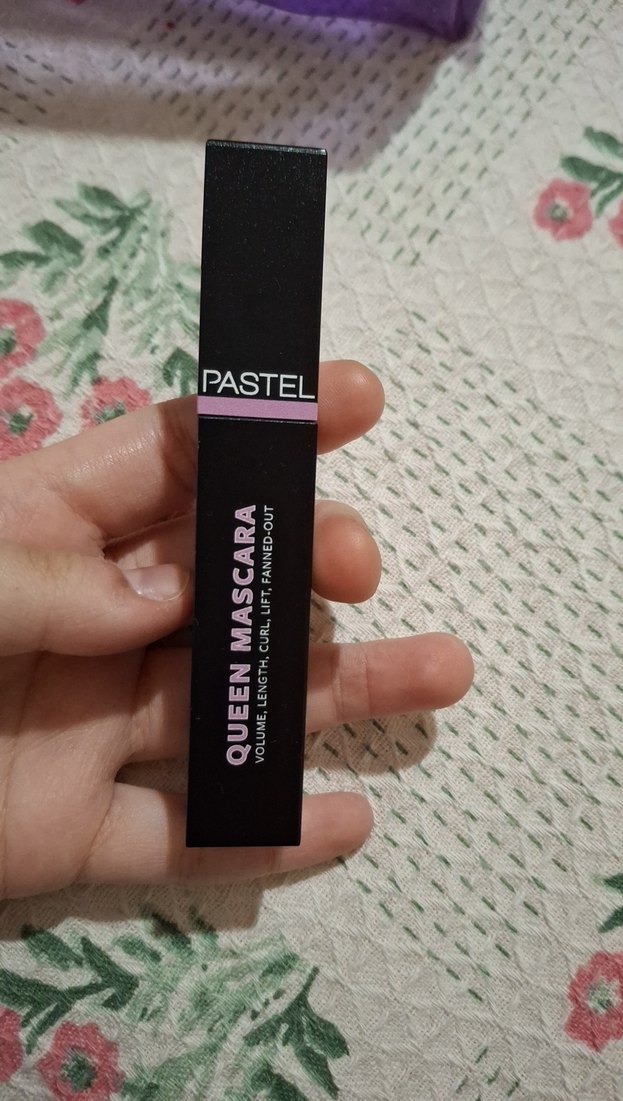 PASTEL
QUEEN MASCARA
VOLUME, LENGTH, CURL, LIFT, FANNED-OUT